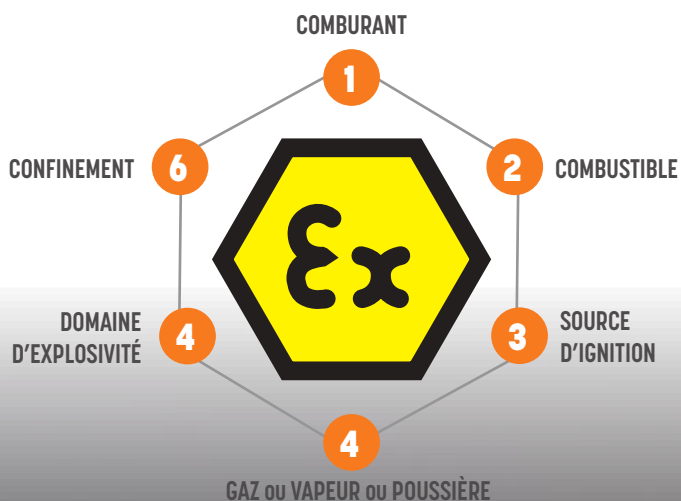 COMBURANT
1
CONFINEMENT
6
2
COMBUSTIBLE
Ex
DOMAINE
D'EXPLOSIVITÉ
4
3
SOURCE
D'IGNITION
4
GAZ ou VAPEUR ou POUSSIÈRE